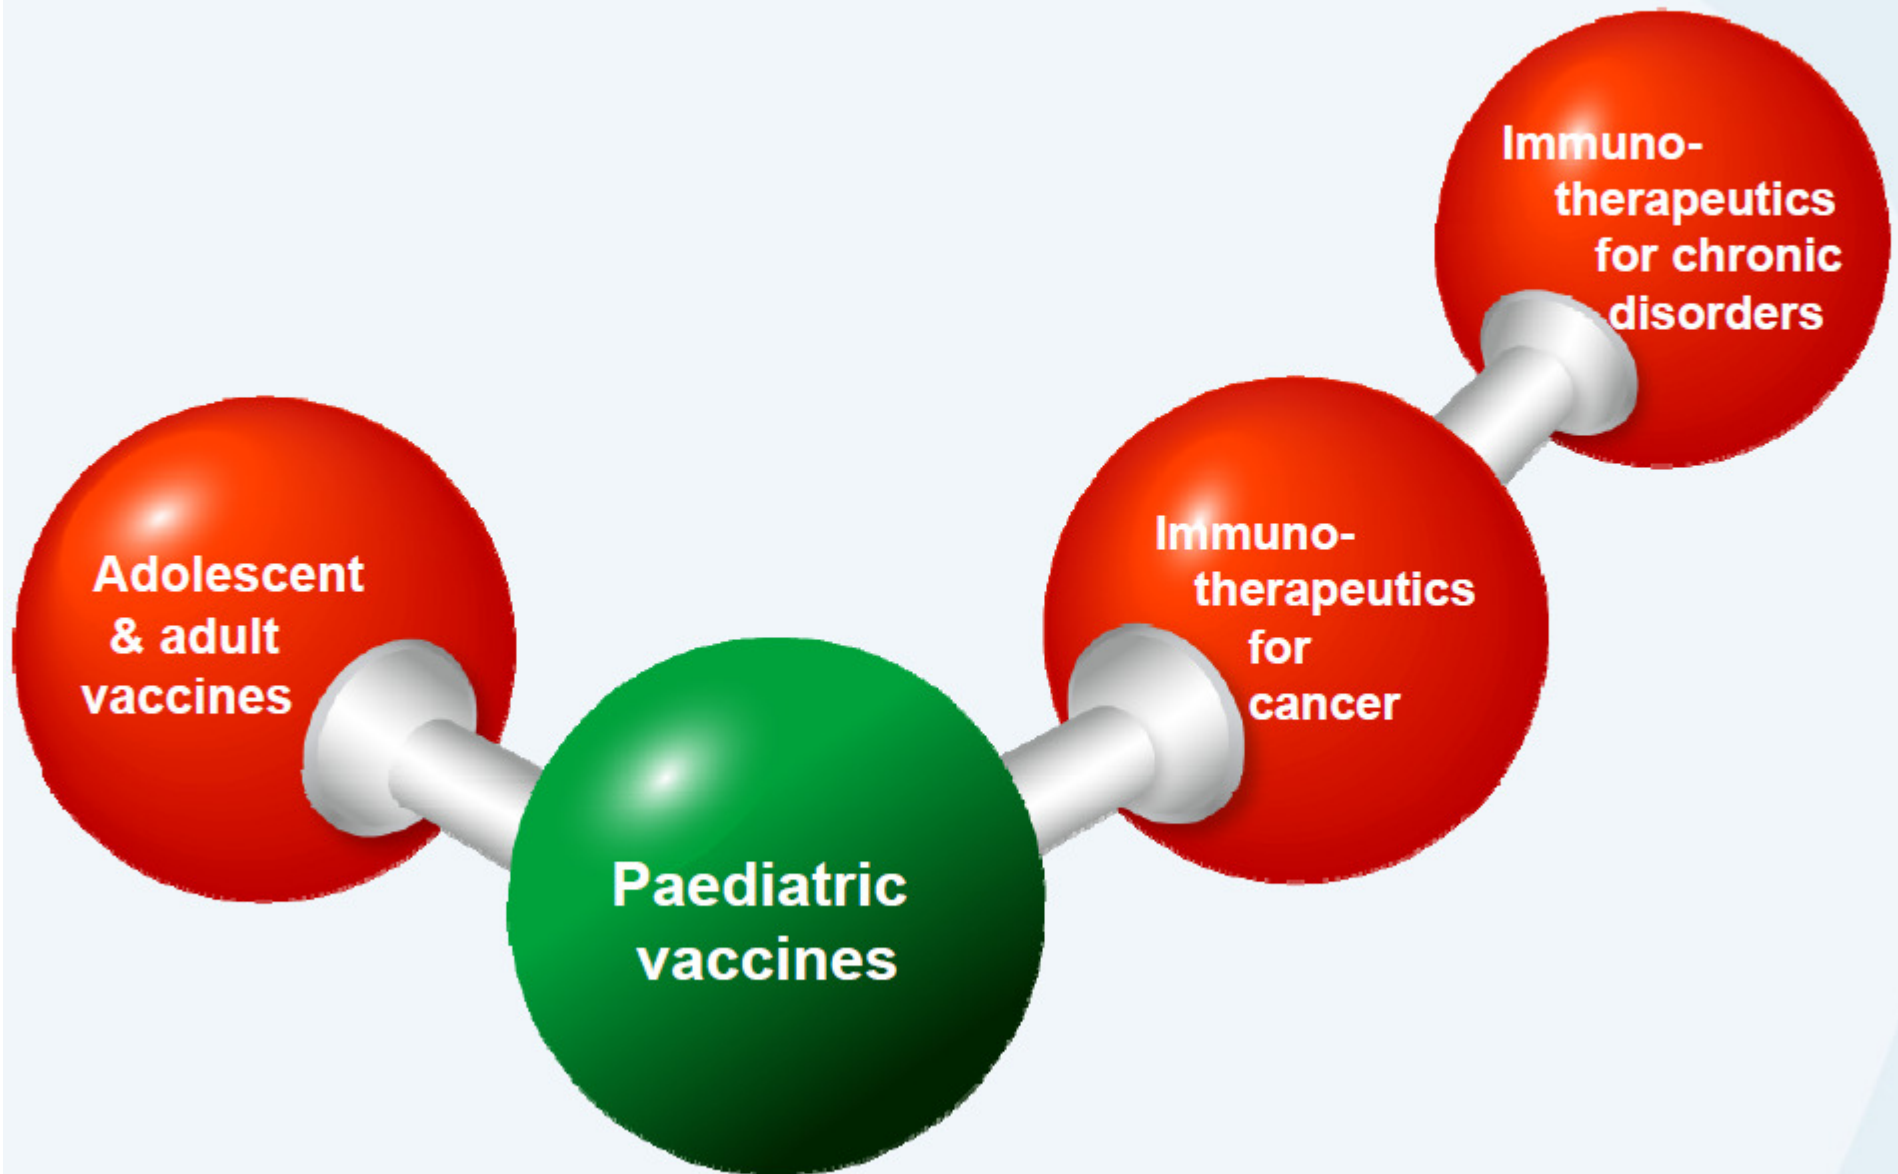 Adolescent
& adult
vaccines
Paediatric
vaccines
Immuno-
therapeutics
for
cancer
Immuno-
therapeutics
for chronic
disorders